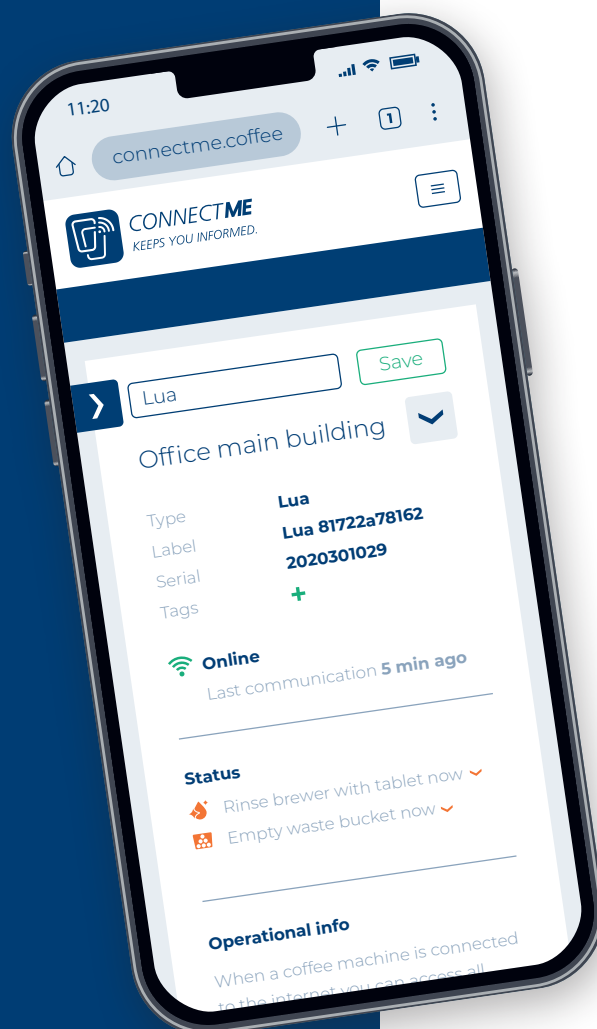 11:20
connectme.coffee
1
CONNECTME
KEEPS YOU INFORMED.
Lua
Save
Office main building
Type Lua
Label Lua 81722a78162
Serial 2020301029
Tags +
Online
Last communication 5 min ago
Status
Rinse brewer with tablet now
Empty waste bucket now
Operational info
When a coffee machine is connected
to the internet you can access all